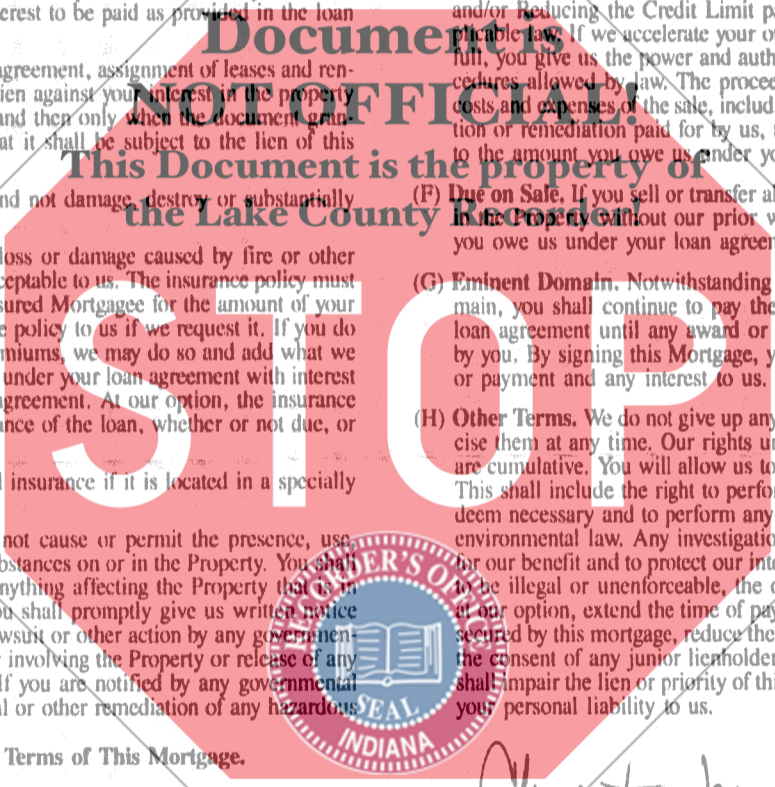 Document is
NOT OFFICIAL!
This Document is the property of
the Lake County Recorder!
STOP
RECORDER'S OFFICE
SEAL
INDIANA
erest to be paid as provided in the loan
agreement, assignment of leases and ren-
ien against your interest in the property
and then only when the document gran-
at it shall be subject to the lien of this
nd not damage, destroy or substantially
loss or damage caused by fire or other
ceptable to us. The insurance policy must
sured Mortgagee for the amount of your
e policy to us if we request it. If you do
miums, we may do so and add what we
under your loan agreement with interest
agreement. At our option, the insurance
ance of the loan, whether or not due, or
l insurance if it is located in a specially
not cause or permit the presence, use,
bstances on or in the Property. You shall
nything affecting the Property that is in
ou shall promptly give us written notice
wsuit or other action by any governmen-
r involving the Property or release of any
If you are notified by any governmental
al or other remediation of any hazardous
Terms of This Mortgage.
and/or Reducing the Credit Limit p
plicable law. If we accelerate your o
full, you give us the power and auth
cedures allowed by law. The proce
costs and expenses of the sale, includ
tion or remediation paid for by us,
to the amount you owe us under yo
(F) Due on Sale. If you sell or transfer al
in the Property without our prior w
you owe us under your loan agreem
(G) Eminent Domain. Notwithstanding
main, you shall continue to pay the
loan agreement until any award or
by you. By signing this Mortgage, y
or payment and any interest to us.
(H) Other Terms. We do not give up any
cise them at any time. Our rights un
are cumulative. You will allow us to
This shall include the right to perfo
deem necessary and to perform any
environmental law. Any investigatio
for our benefit and to protect our inte
to be illegal or unenforceable, the o
at our option, extend the time of pay
secured by this mortgage, reduce the
the consent of any junior lienholder
shall impair the lien or priority of thi
your personal liability to us.